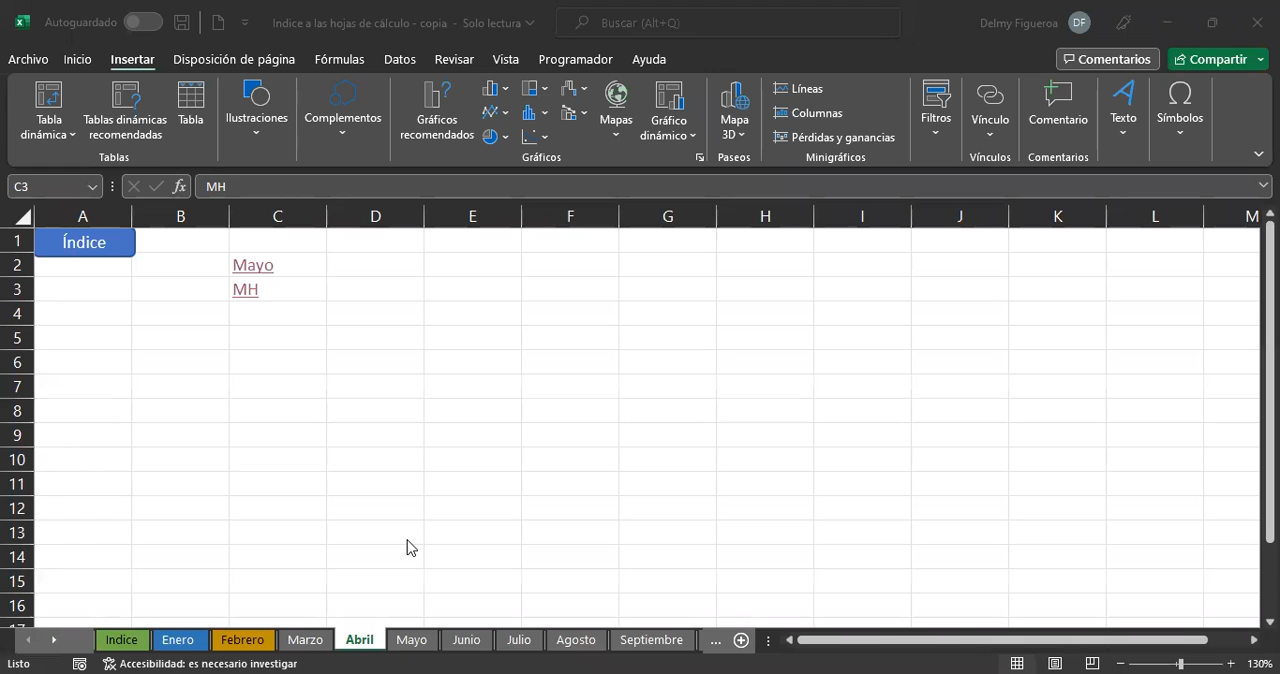 Autoguardado Indice a las hojas de cálculo - copia - Solo lectura Buscar (Alt+Q) Delmy Figueroa DF
Archivo Inicio Insertar Disposición de página Fórmulas Datos Revisar Vista Programador Ayuda Comentarios Compartir
Tabla dinámica
Tablas dinámicas recomendadas
Tabla
Tablas
Ilustraciones
Complementos
Gráficos recomendados
Mapas
Gráfico dinámico
Gráficos
Mapa 3D
Paseos
Líneas
Columnas
Pérdidas y ganancias
Minigráficos
Filtros
Vínculo
Vínculos
Comentario
Comentarios
Texto
Símbolos
C3 fx MH
A B C D E F G H I J K L M
1 Índice
2 Mayo
3 MH
4
5
6
7
8
9
10
11
12
13
14
15
16
17
Indice Enero Febrero Marzo Abril Mayo Junio Julio Agosto Septiembre ...
Listo Accesibilidad: es necesario investigar 130%